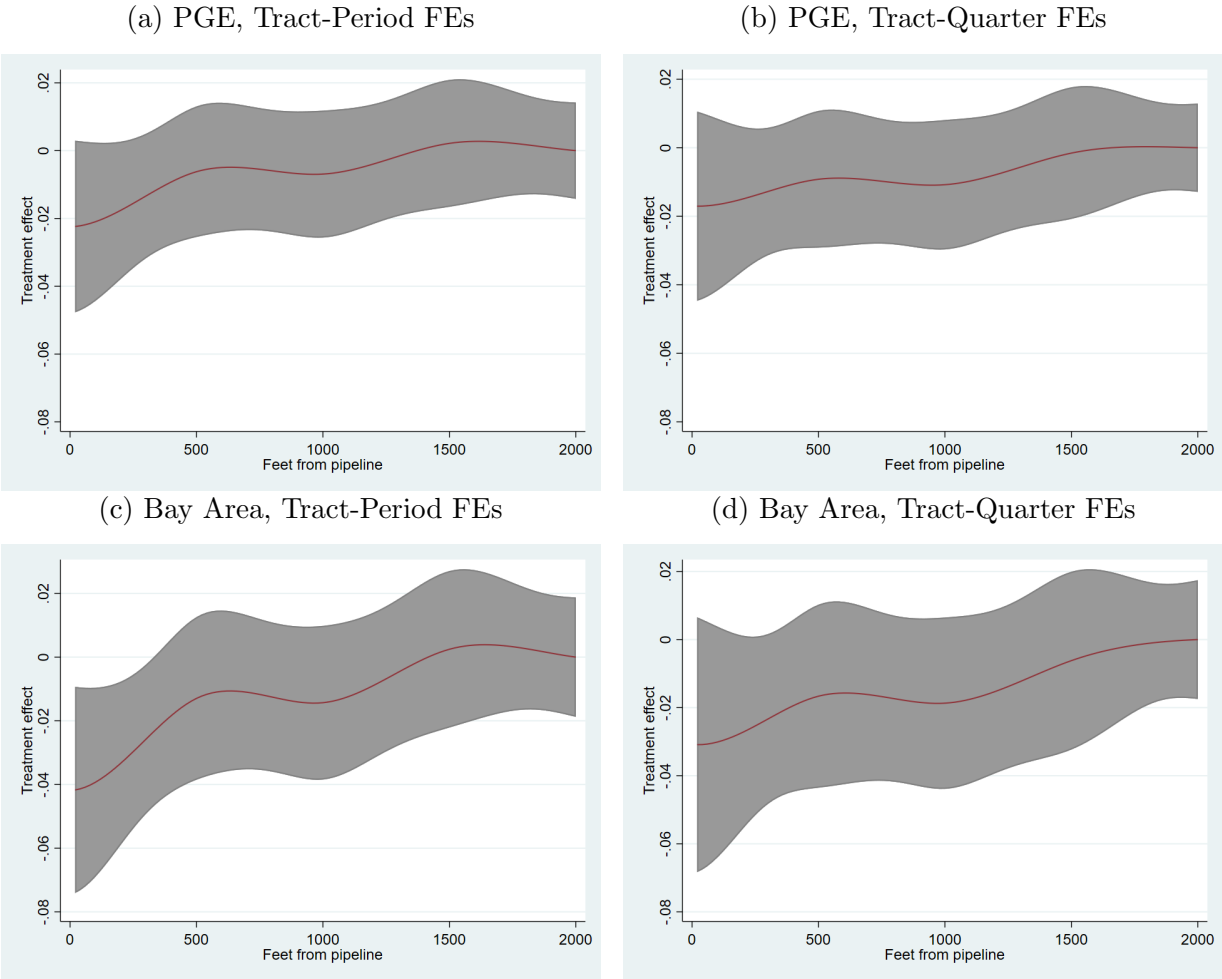 (a) PGE, Tract-Period FEs
Treatment effect
.02
0
-.02
-.04
-.06
-.08
0 500 1000 1500 2000
Feet from pipeline
(b) PGE, Tract-Quarter FEs
Treatment effect
.02
0
-.02
-.04
-.06
-.08
0 500 1000 1500 2000
Feet from pipeline
(c) Bay Area, Tract-Period FEs
Treatment effect
.02
0
-.02
-.04
-.06
-.08
0 500 1000 1500 2000
Feet from pipeline
(d) Bay Area, Tract-Quarter FEs
Treatment effect
.02
0
-.02
-.04
-.06
-.08
0 500 1000 1500 2000
Feet from pipeline